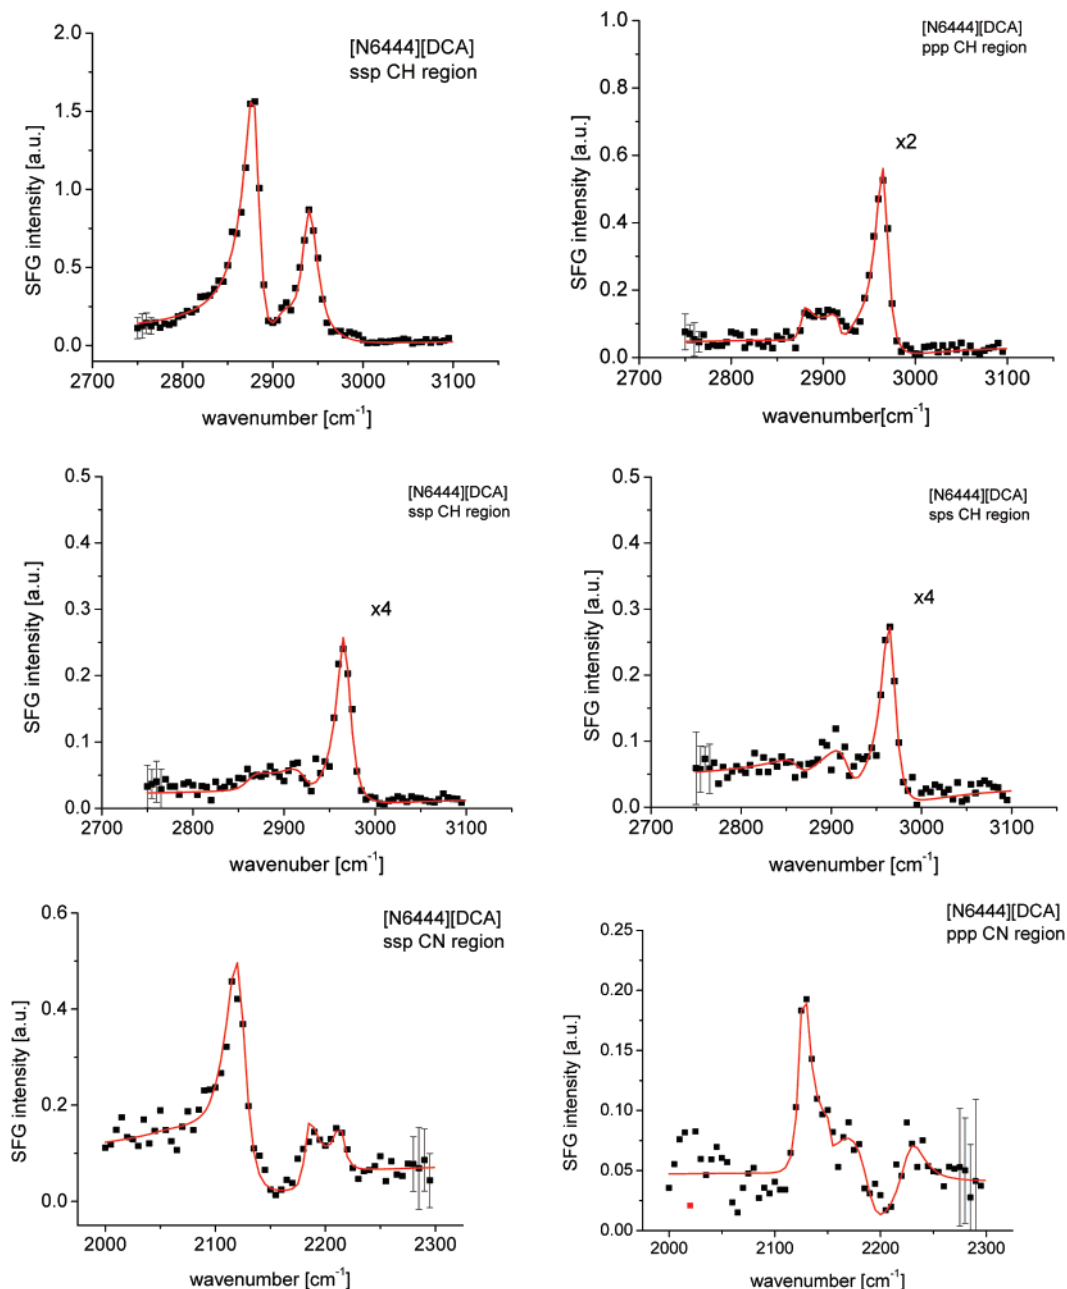 [N6444][DCA]
ssp CH region
2.0
1.5
1.0
0.5
0.0
SFG intensity [a.u.]
2700 2800 2900 3000 3100
wavenumber [cm-1]
[N6444][DCA]
ppp CH region
x2
1.0
0.8
0.6
0.4
0.2
0.0
SFG intensity [a.u.]
2700 2800 2900 3000 3100
wavenumber[cm-1]
[N6444][DCA]
ssp CH region
x4
0.5
0.4
0.3
0.2
0.1
0.0
SFG intensity [a.u.]
2700 2800 2900 3000 3100
wavenuber [cm-1]
[N6444][DCA]
sps CH region
x4
0.5
0.4
0.3
0.2
0.1
0.0
SFG intensity [a.u.]
2700 2800 2900 3000 3100
wavenumber [cm-1]
[N6444][DCA]
ssp CN region
0.6
0.4
0.2
0.0
SFG intensity [a.u.]
2000 2100 2200 2300
wavenumber [cm-1]
[N6444][DCA]
ppp CN region
0.25
0.20
0.15
0.10
0.05
0.00
SFG intensity [a.u.]
2000 2100 2200 2300
wavenumber [cm-1]